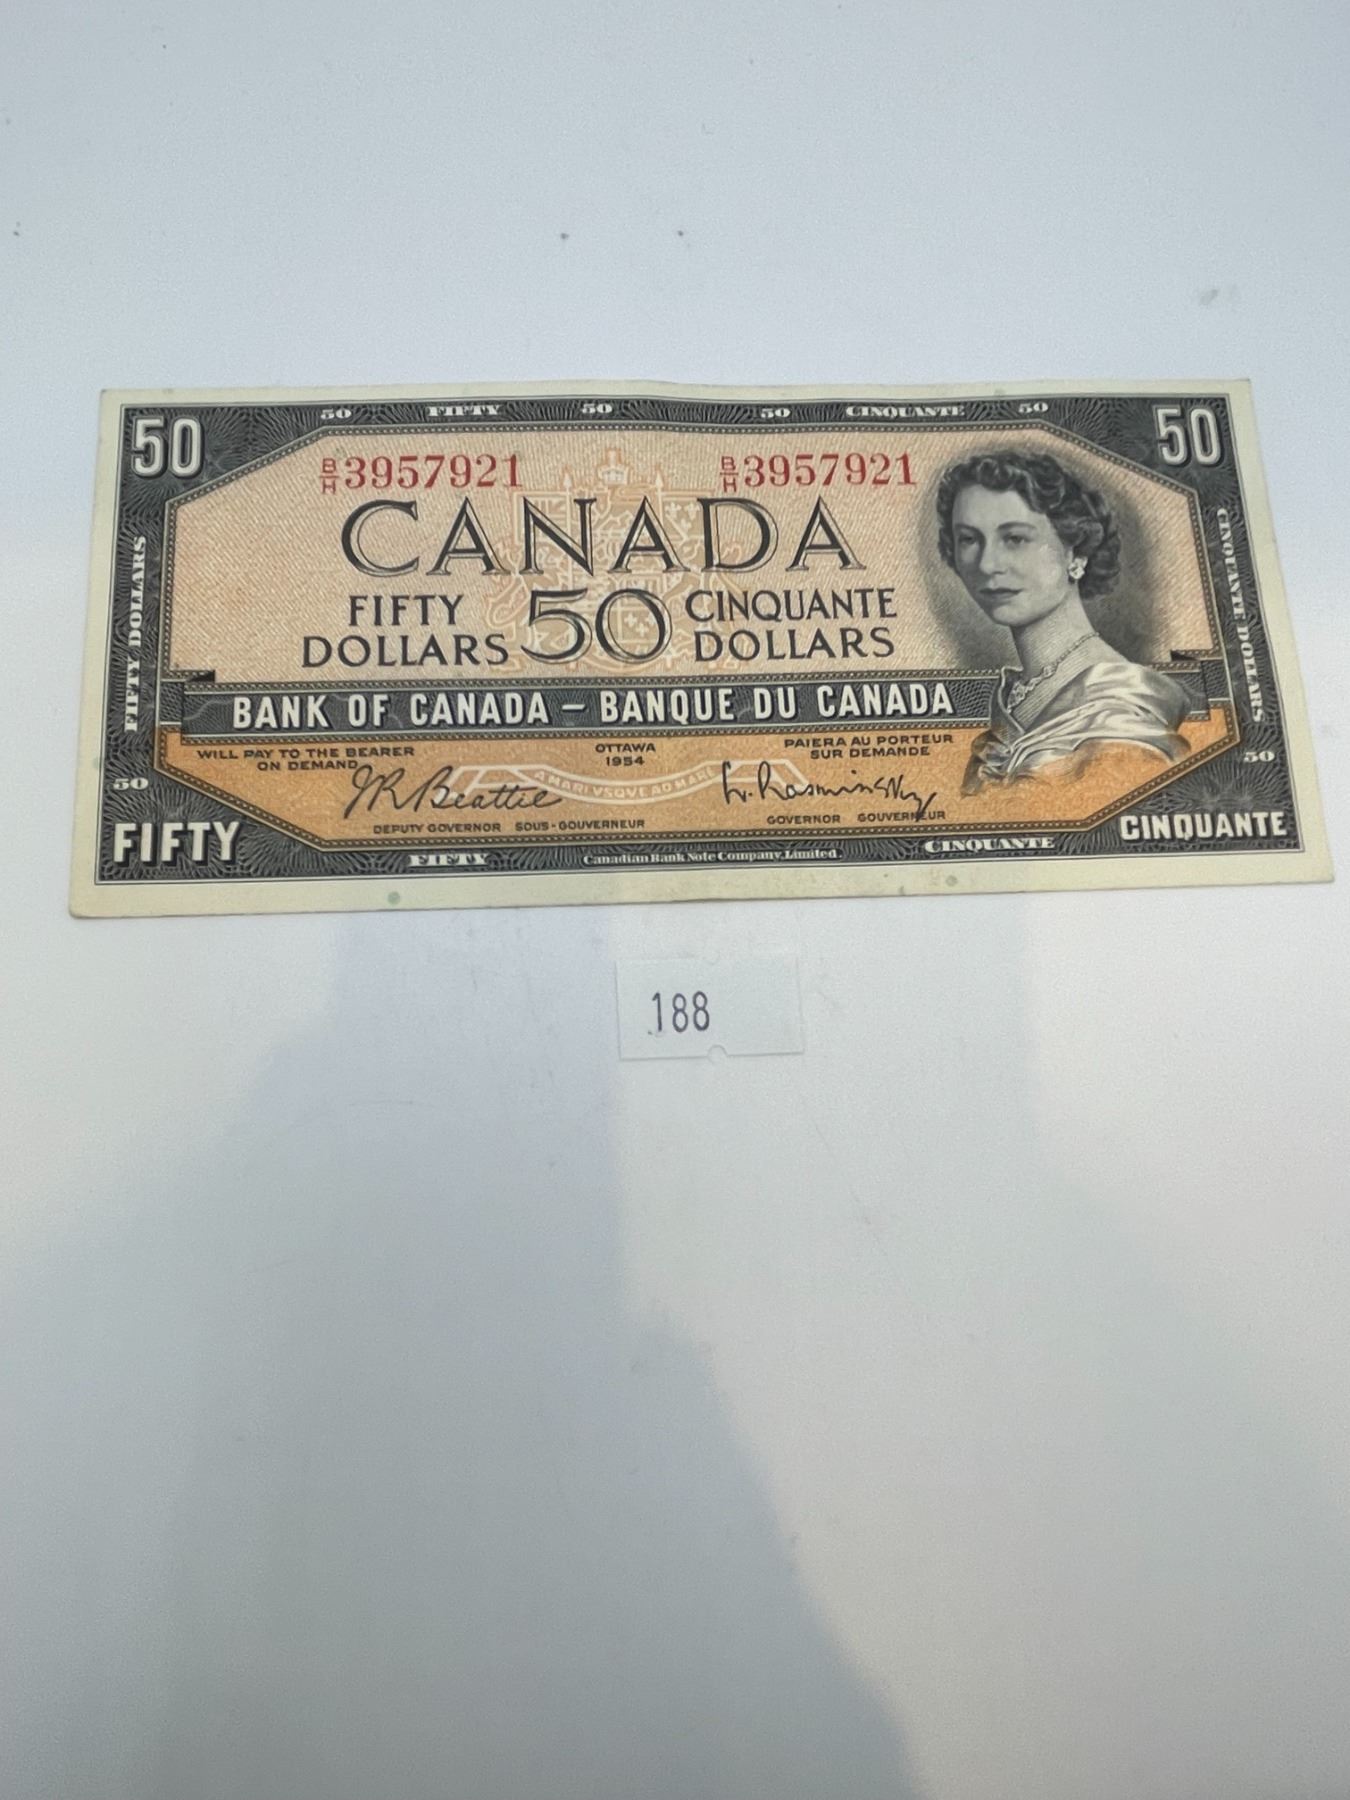 50 FIFTY 50 50 CINQUANTE 50
50 50
B/H 3957921 B/H 3957921
CANADA
FIFTY DOLLARS
CINQUANTE DOLLARS
FIFTY 50 CINQUANTE
DOLLARS DOLLARS
BANK OF CANADA – BANQUE DU CANADA
WILL PAY TO THE BEARER
ON DEMAND
OTTAWA
1954
PAIERA AU PORTEUR
SUR DEMANDE
A MARI VSQVE AD MARE
J.R. Beattie
L. Rasminsky
DEPUTY GOVERNOR SOUS-GOUVERNEUR
GOVERNOR GOUVERNEUR
50 50
FIFTY CINQUANTE
FIFTY Canadian Bank Note Company, Limited. CINQUANTE
188